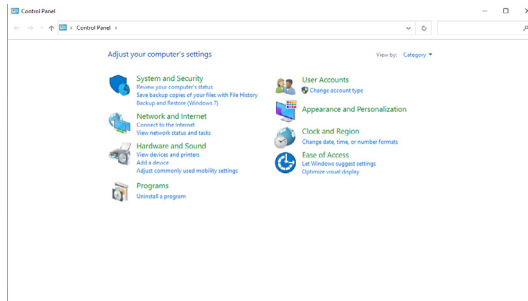 Control Panel
Control Panel
Adjust your computer's settings
View by: Category
System and Security
Review your computer's status
Save backup copies of your files with File History
Backup and Restore (Windows 7)
Network and Internet
Connect to the Internet
View network status and tasks
Hardware and Sound
View devices and printers
Add a device
Adjust commonly used mobility settings
Programs
Uninstall a program
User Accounts
Change account type
Appearance and Personalization
Clock and Region
Change date, time, or number formats
Ease of Access
Let Windows suggest settings
Optimize visual display